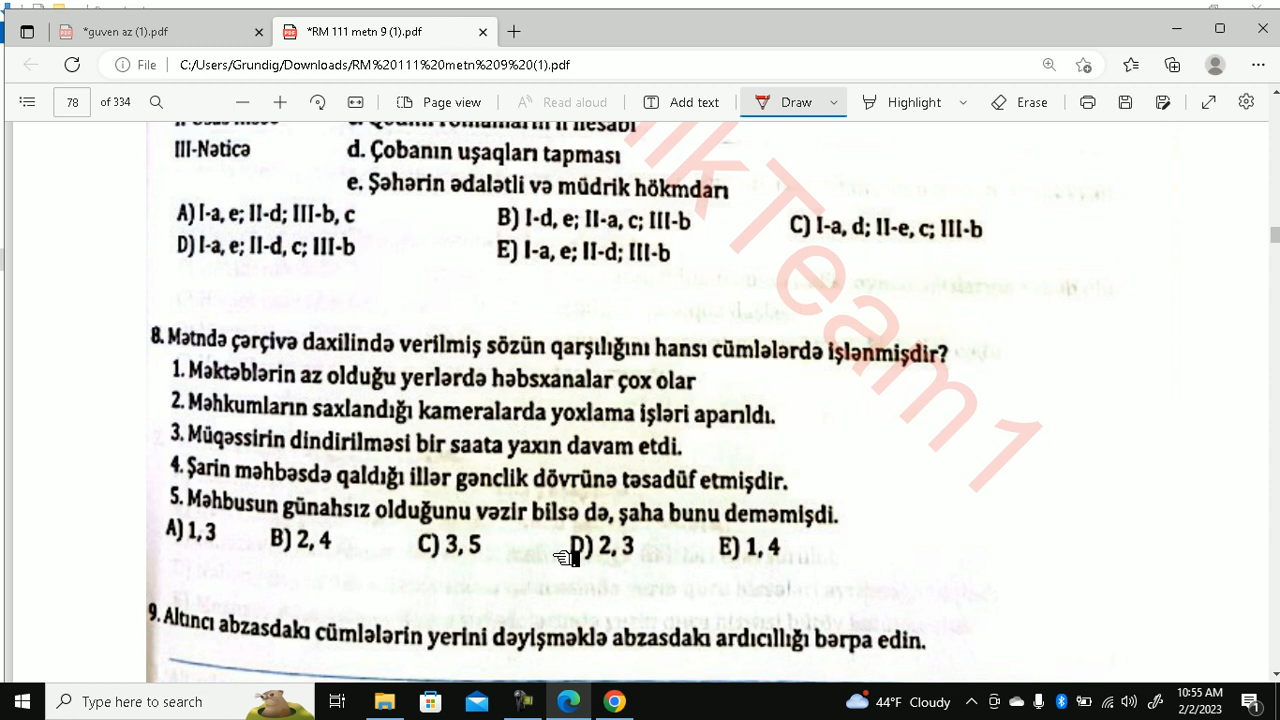 *guven az (1).pdf
*RM 111 metn 9 (1).pdf
File
C:/Users/Grundig/Downloads/RM%20111%20metn%209%20(1).pdf
78 of 334
Page view
Read aloud
Add text
Draw
Highlight
Erase
III-Nəticə
d. Çobanın uşaqları tapması
e. Şəhərin ədalətli və müdrik hökmdarı
A) I-a, e; II-d; III-b, c
B) I-d, e; II-a, c; III-b
C) I-a, d; II-e, c; III-b
D) I-a, e; II-d, c; III-b
E) I-a, e; II-d; III-b
8. Mətndə çərçivə daxilində verilmiş sözün qarşılığını hansı cümlələrdə işlənmişdir?
1. Məktəblərin az olduğu yerlərdə həbsxanalar çox olar
2. Məhkumların saxlandığı kameralarda yoxlama işləri aparıldı.
3. Müqəssirin dindirilməsi bir saata yaxın davam etdi.
4. Şarin məhbəsdə qaldığı illər gənclik dövrünə təsadüf etmişdir.
5. Məhbusun günahsız olduğunu vəzir bilsə də, şaha bunu deməmişdi.
A) 1, 3
B) 2, 4
C) 3, 5
D) 2, 3
E) 1, 4
9. Altıncı abzasdakı cümlələrin yerini dəyişməklə abzasdakı ardıcıllığı bərpa edin.
Type here to search
44°F Cloudy
10:55 AM
2/2/2023